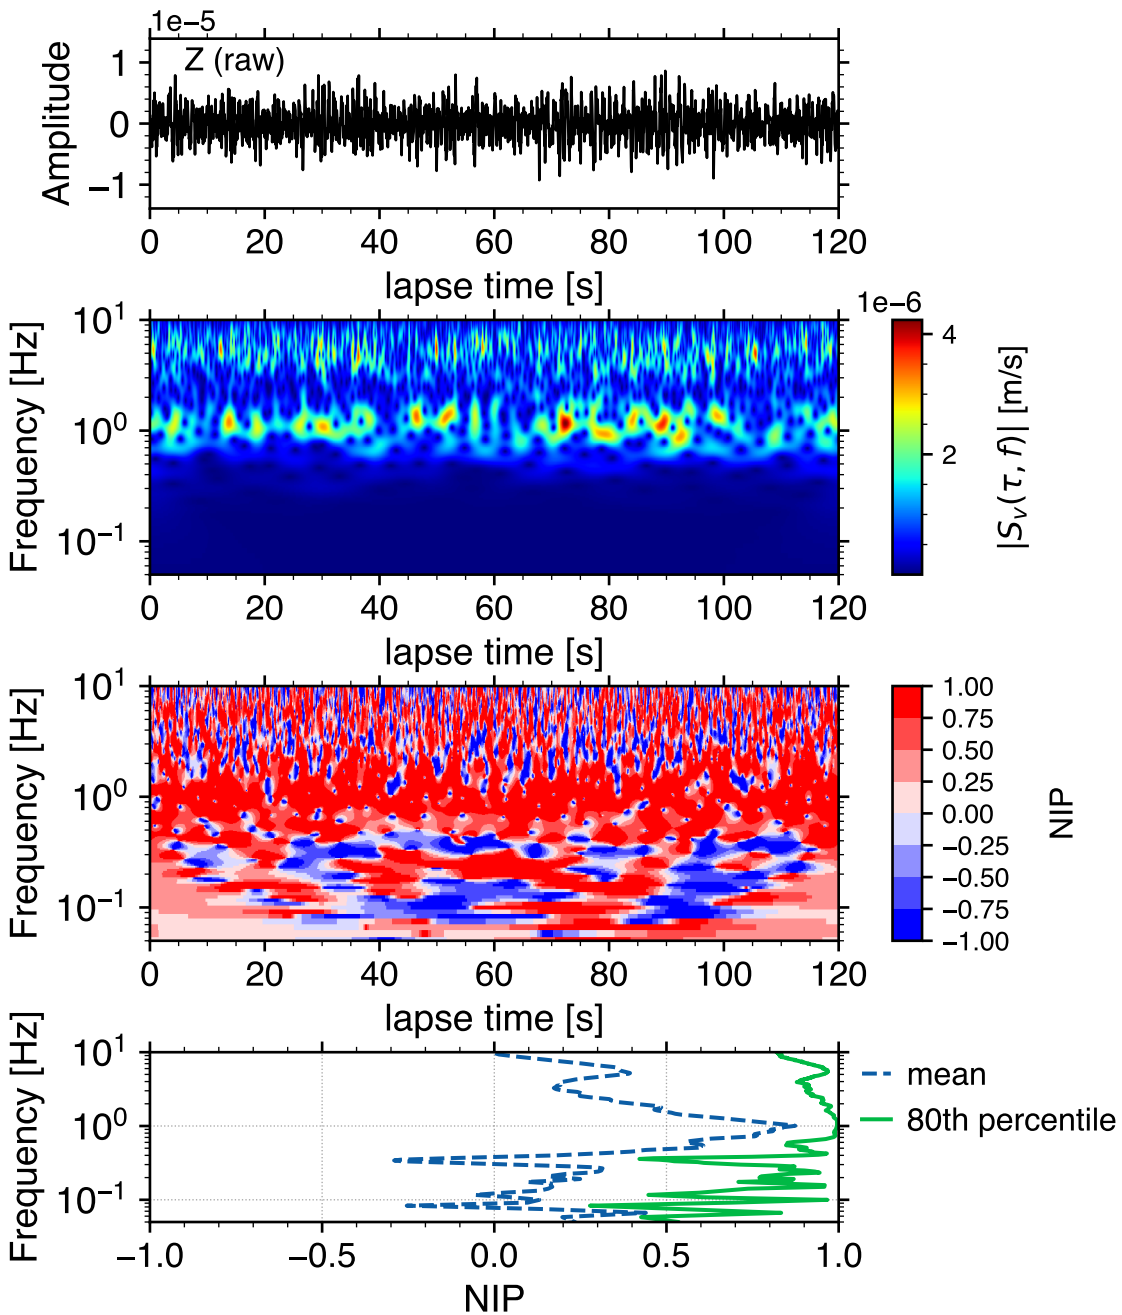 1e−5
Z (raw)
Amplitude
1
0
−1
0 20 40 60 80 100 120
lapse time [s]
1e−6
Frequency [Hz]
10¹
10⁰
10⁻¹
4
2
|Sᵥ(τ, f)| [m/s]
0 20 40 60 80 100 120
lapse time [s]
Frequency [Hz]
10¹
10⁰
10⁻¹
1.00
0.75
0.50
0.25
0.00
−0.25
−0.50
−0.75
−1.00
NIP
0 20 40 60 80 100 120
lapse time [s]
Frequency [Hz]
10¹
10⁰
10⁻¹
mean
80th percentile
−1.0 −0.5 0.0 0.5 1.0
NIP